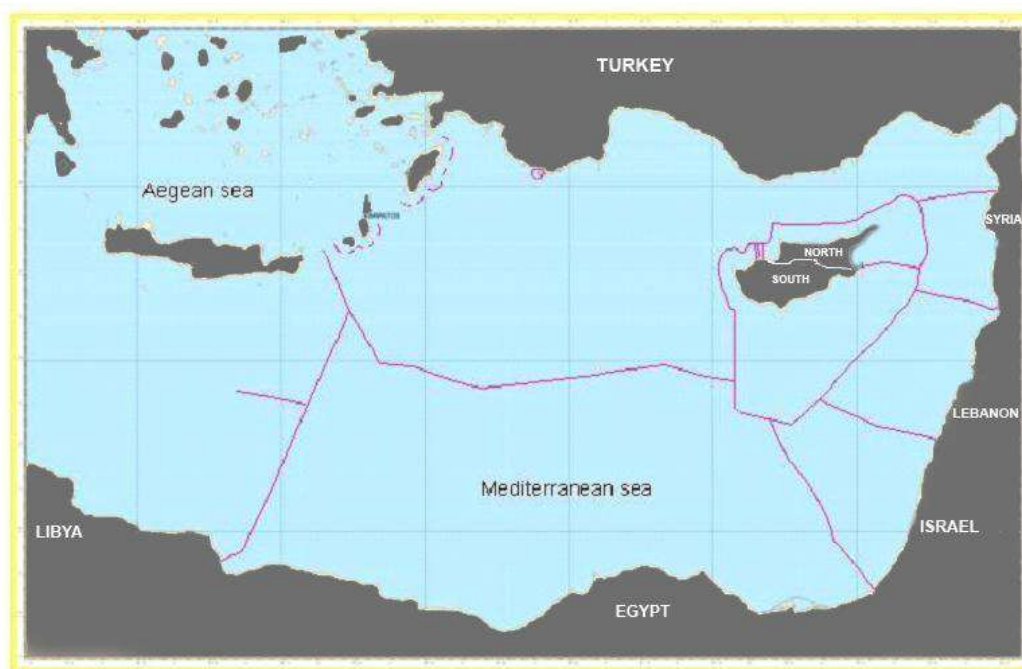 TURKEY
Aegean sea
SYRIA
NORTH
SOUTH
LEBANON
Mediterranean sea
LIBYA
ISRAEL
EGYPT